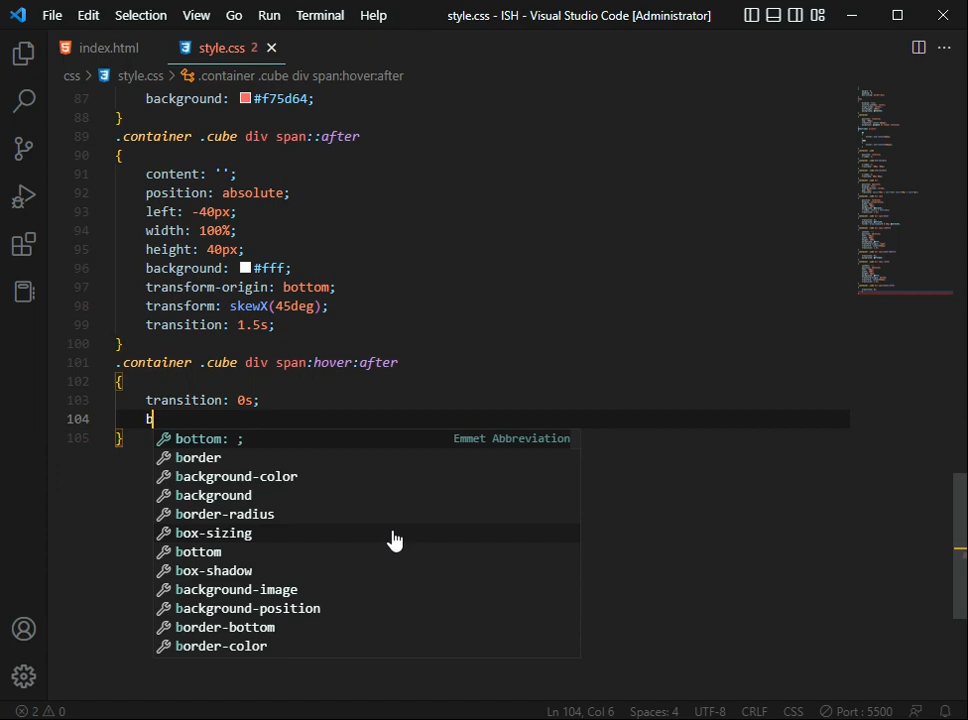 File Edit Selection View Go Run Terminal Help style.css - ISH - Visual Studio Code [Administrator]
index.html style.css 2
css > style.css > .container .cube div span:hover:after
87 background: #f75d64;
88 }
89 .container .cube div span::after
90 {
91 content: '';
92 position: absolute;
93 left: -40px;
94 width: 100%;
95 height: 40px;
96 background: #fff;
97 transform-origin: bottom;
98 transform: skewX(45deg);
99 transition: 1.5s;
100 }
101 .container .cube div span:hover:after
102 {
103 transition: 0s;
104 b
105 }
bottom: ; Emmet Abbreviation
border
background-color
background
border-radius
box-sizing
bottom
box-shadow
background-image
background-position
border-bottom
border-color
2 0 Ln 104, Col 6 Spaces: 4 UTF-8 CRLF CSS Port : 5500